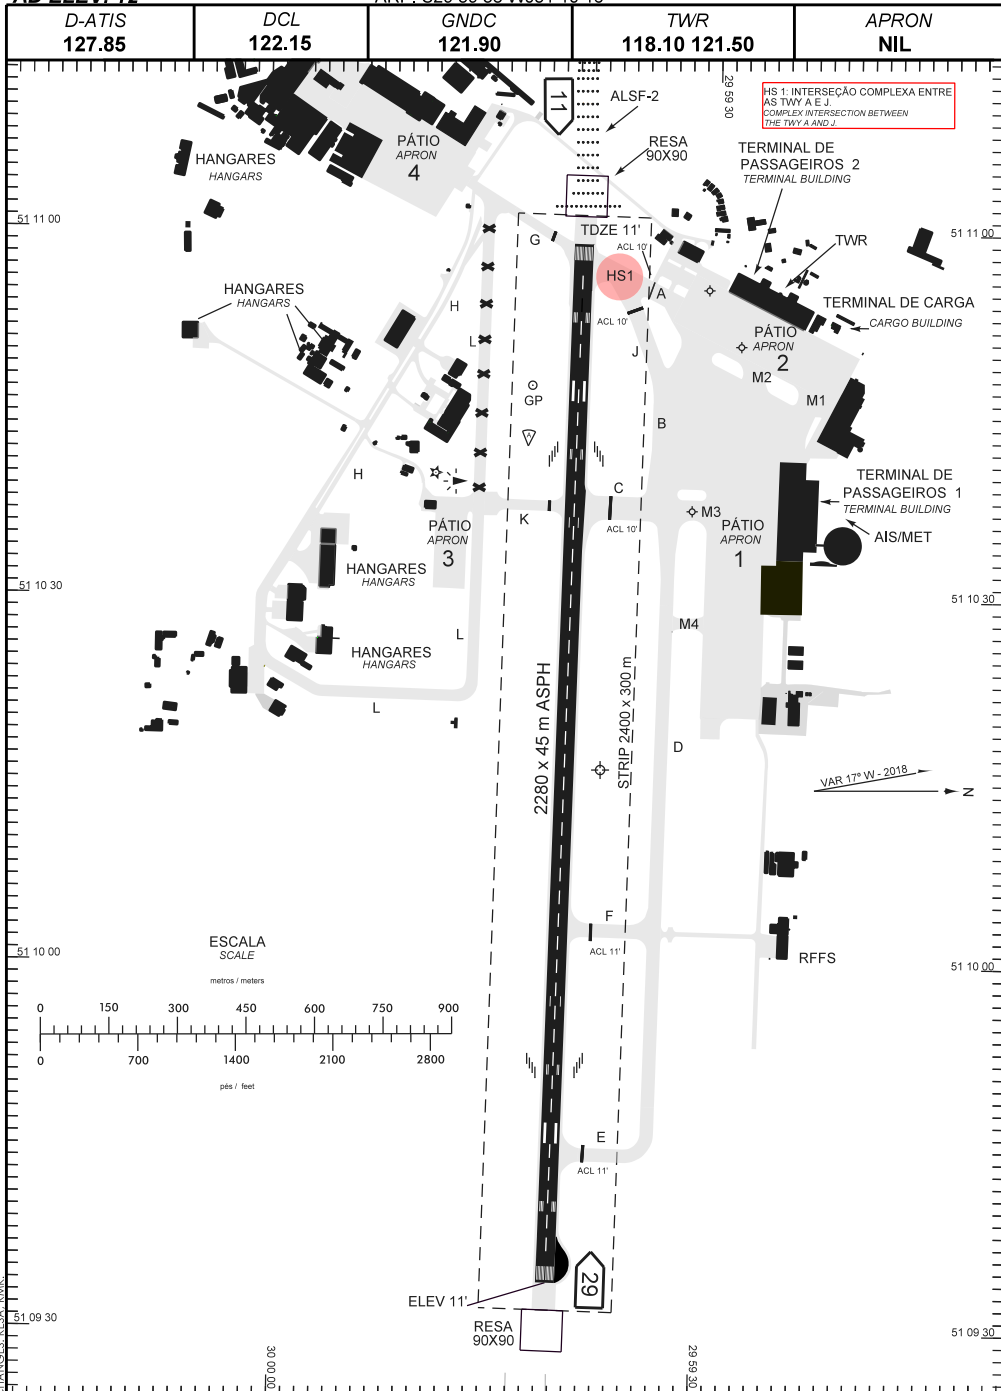 D-ATIS
127.85
DCL
122.15
GNDC
121.90
TWR
118.10 121.50
APRON
NIL
29 59 30
HS 1: INTERSEÇÃO COMPLEXA ENTRE
AS TWY A E J.
COMPLEX INTERSECTION BETWEEN
THE TWY A AND J.
11
ALSF-2
RESA
90X90
PÁTIO
APRON
4
HANGARES
HANGARS
TERMINAL DE
PASSAGEIROS 2
TERMINAL BUILDING
51 11 00
51 11 00
G
TDZE 11'
ACL 10'
TWR
HS1
A
HANGARES
HANGARS
H
TERMINAL DE CARGA
CARGO BUILDING
ACL 10'
L
J
PÁTIO
APRON
2
M2
GP
M1
B
A
H
C
K
ACL 10'
M3
TERMINAL DE
PASSAGEIROS 1
TERMINAL BUILDING
PÁTIO
APRON
3
PÁTIO
APRON
1
AIS/MET
HANGARES
HANGARS
51 10 30
51 10 30
M4
L
HANGARES
HANGARS
L
2280 x 45 m ASPH
STRIP 2400 x 300 m
D
VAR 17º W - 2018
N
F
ACL 11'
RFFS
ESCALA
SCALE
51 10 00
51 10 00
metros / meters
0 150 300 450 600 750 900
0 700 1400 2100 2800
pés / feet
E
ACL 11'
29
ELEV 11'
RESA
90X90
51 09 30
51 09 30
30 00 00
29 59 30